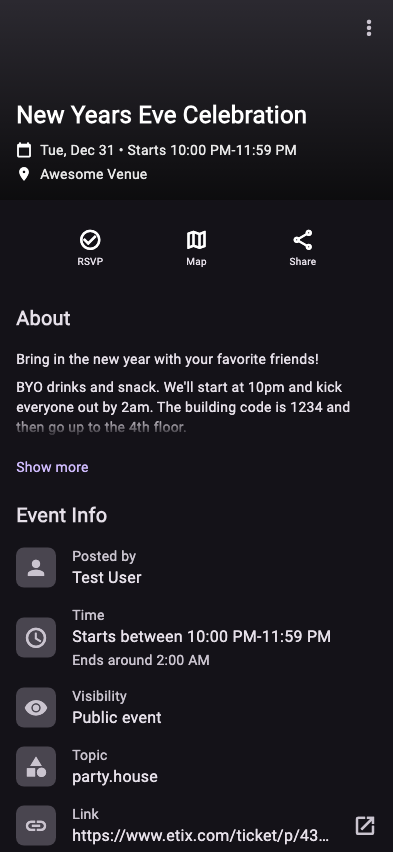 New Years Eve Celebration
Tue, Dec 31 • Starts 10:00 PM-11:59 PM
Awesome Venue
RSVP
Map
Share
About
Bring in the new year with your favorite friends!
BYO drinks and snack. We'll start at 10pm and kick
everyone out by 2am. The building code is 1234 and
then go up to the 4th floor.
Show more
Event Info
Posted by
Test User
Time
Starts between 10:00 PM-11:59 PM
Ends around 2:00 AM
Visibility
Public event
Topic
party.house
Link
https://www.etix.com/ticket/p/43...